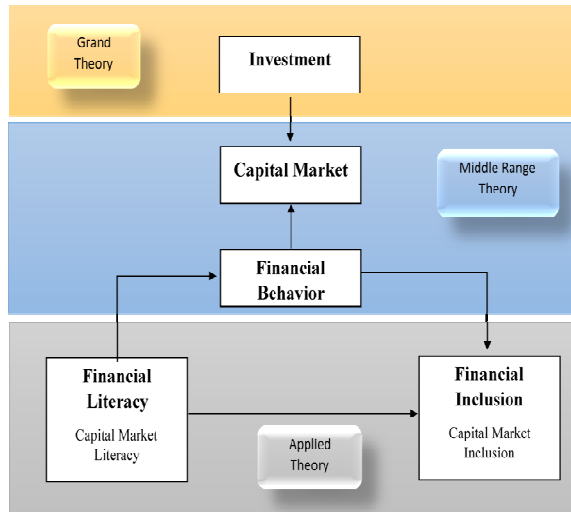 Grand
Theory
Investment
Capital Market
Middle Range
Theory
Financial
Behavior
Financial
Literacy
Capital Market
Literacy
Financial
Inclusion
Capital Market
Inclusion
Applied
Theory